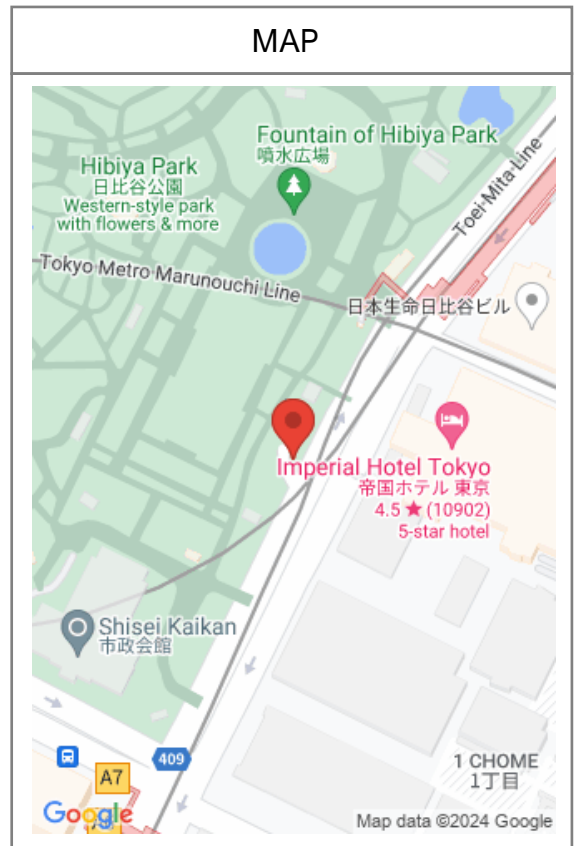 MAP
Fountain of Hibiya Park
噴水広場
Hibiya Park
日比谷公園
Western-style park
with flowers & more
Toei Mita Line
Tokyo Metro Marunouchi Line
日本生命日比谷ビル
Imperial Hotel Tokyo
帝国ホテル 東京
4.5 ★ (10902)
5-star hotel
Shisei Kaikan
市政会館
409
1 CHOME
1丁目
A7
Google
Map data ©2024 Google